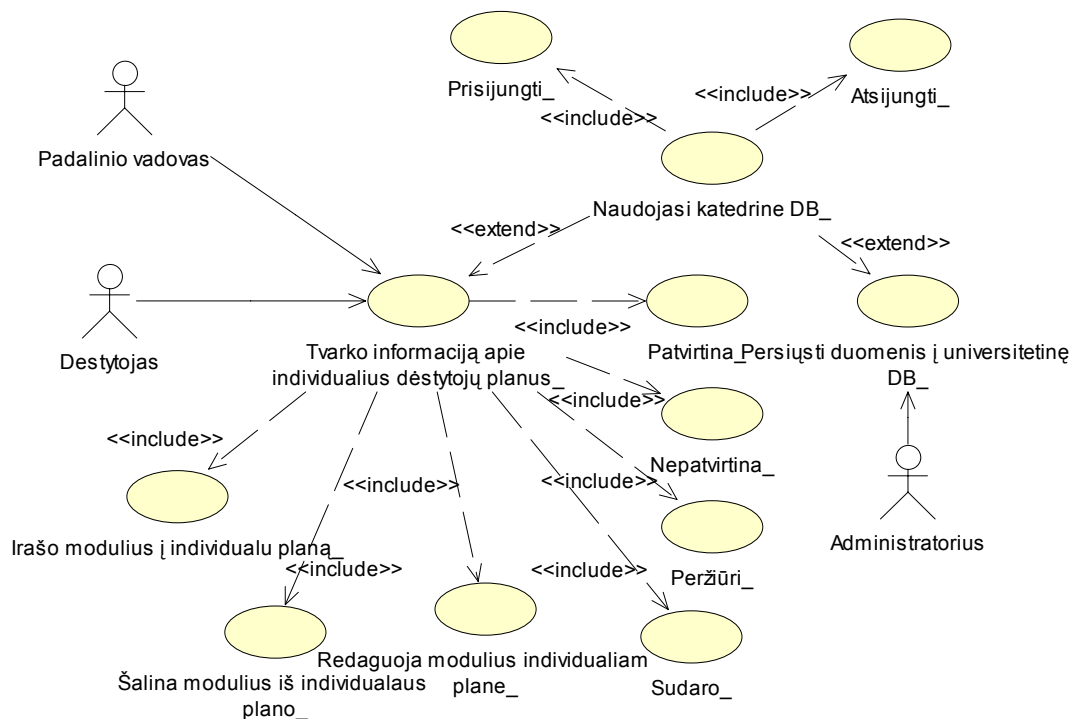 Prisijungti_
Atsijungti_
<<include>>
<<include>>
Padalinio vadovas
Naudojasi katedrine DB_
<<extend>>
<<extend>>
<<include>>
Destytojas
Tvarko informaciją apie
individualius dėstytojų planus_
Patvirtina_
Persiųsti duomenis į universitetinę
DB_
<<include>>
<<include>>
Nepatvirtina_
<<include>>
<<include>>
Irašo modulius į individualu planą_
Administratorius
<<include>>
<<include>>
Peržiūri_
Šalina modulius iš individualaus
plano_
Redaguoja modulius individualiam
plane_
Sudaro_